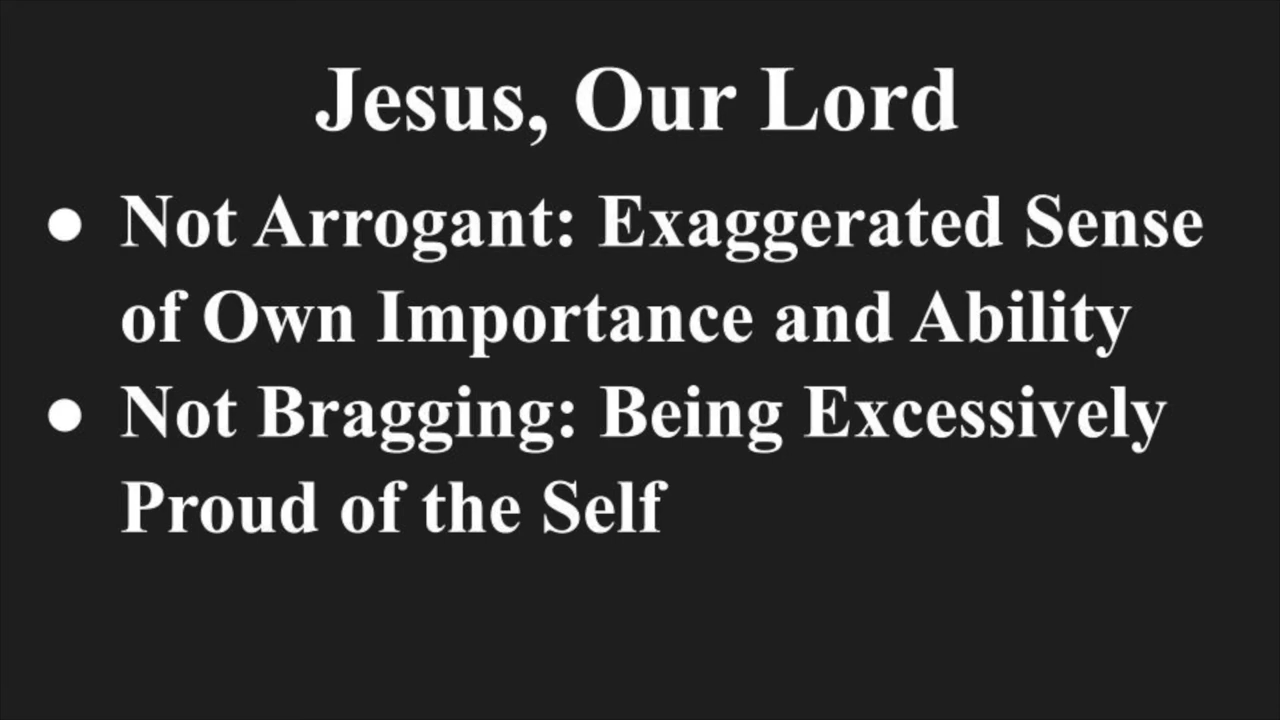 Jesus, Our Lord
● Not Arrogant: Exaggerated Sense
of Own Importance and Ability
● Not Bragging: Being Excessively
Proud of the Self